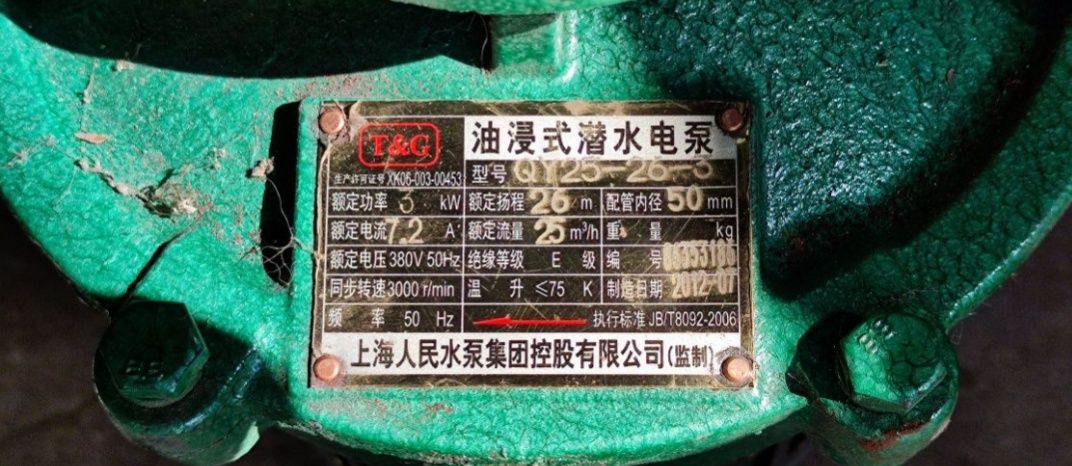 T&G
油浸式潜水电泵
生产许可证号 XK06-003-00453
型号 QY25-26-3
额定功率 3 kW 额定扬程 26 m 配管内径 50 mm
额定电流 7.2 A 额定流量 25 m³/h 重量 kg
额定电压 380V 50Hz 绝缘等级 E 级 编号
同步转速 3000 r/min 温升 ≤75 K 制造日期 2012-07
频率 50 Hz 执行标准 JB/T8092-2006
上海人民水泵集团控股有限公司(监制)